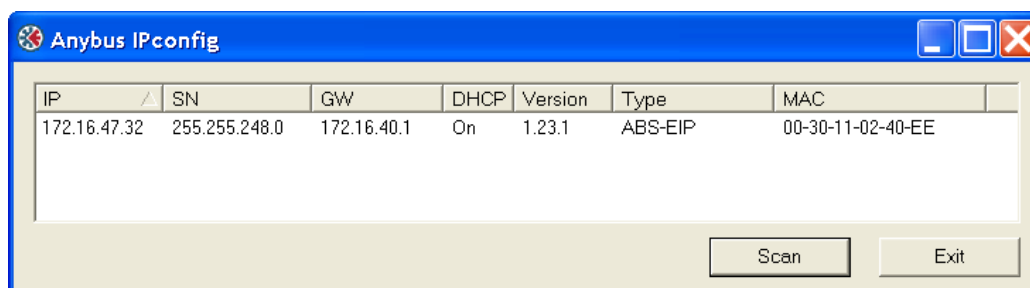 Anybus IPconfig
IP SN GW DHCP Version Type MAC
172.16.47.32 255.255.248.0 172.16.40.1 On 1.23.1 ABS-EIP 00-30-11-02-40-EE
Scan Exit